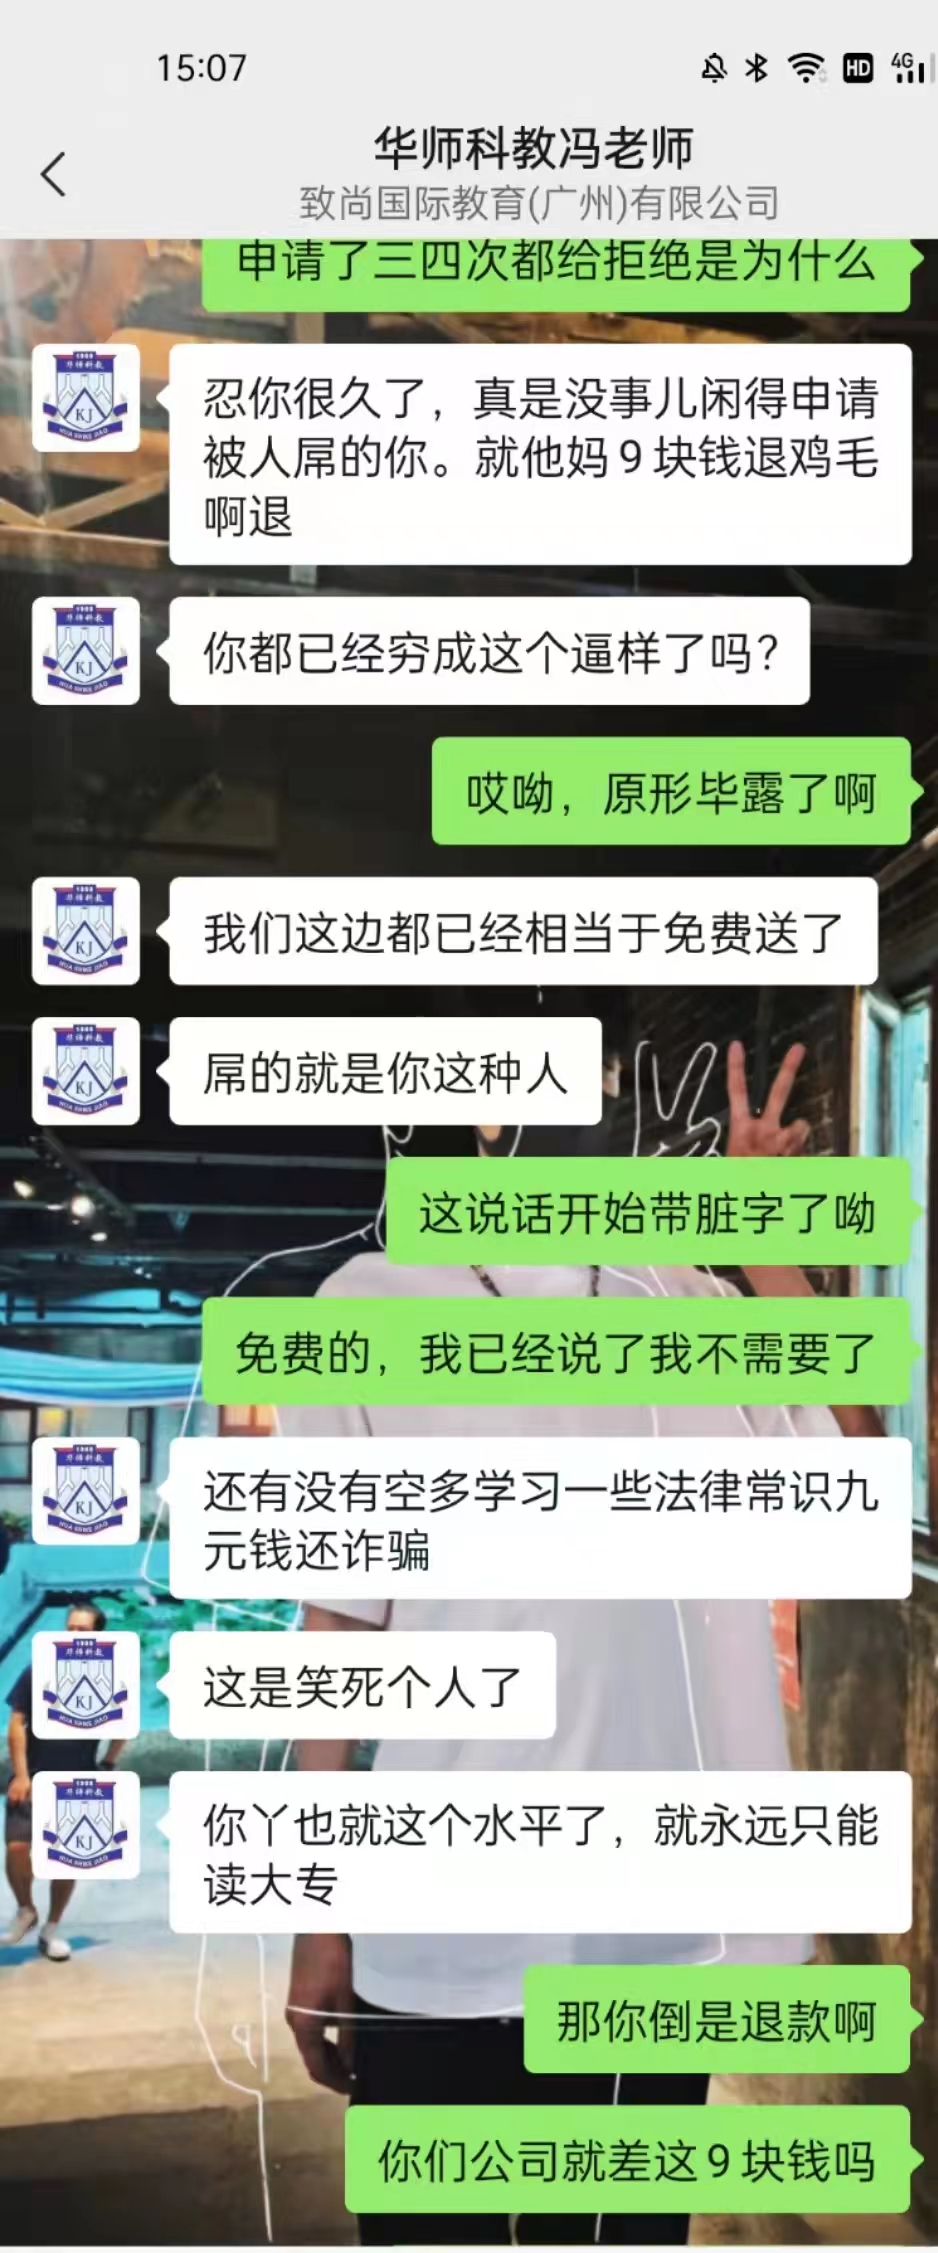 15:07
HD 4G
华师科教冯老师
致尚国际教育(广州)有限公司
申请了三四次都给拒绝是为什么
忍你很久了，真是没事儿闲得申请
被人屌的你。就他妈9块钱退鸡毛
啊退
你都已经穷成这个逼样了吗？
哎呦，原形毕露了啊
我们这边都已经相当于免费送了
屌的就是你这种人
这说话开始带脏字了呦
免费的，我已经说了我不需要了
还有没有空多学习一些法律常识九
元钱还诈骗
这是笑死个人了
你丫也就这个水平了，就永远只能
读大专
那你倒是退款啊
你们公司就差这9块钱吗